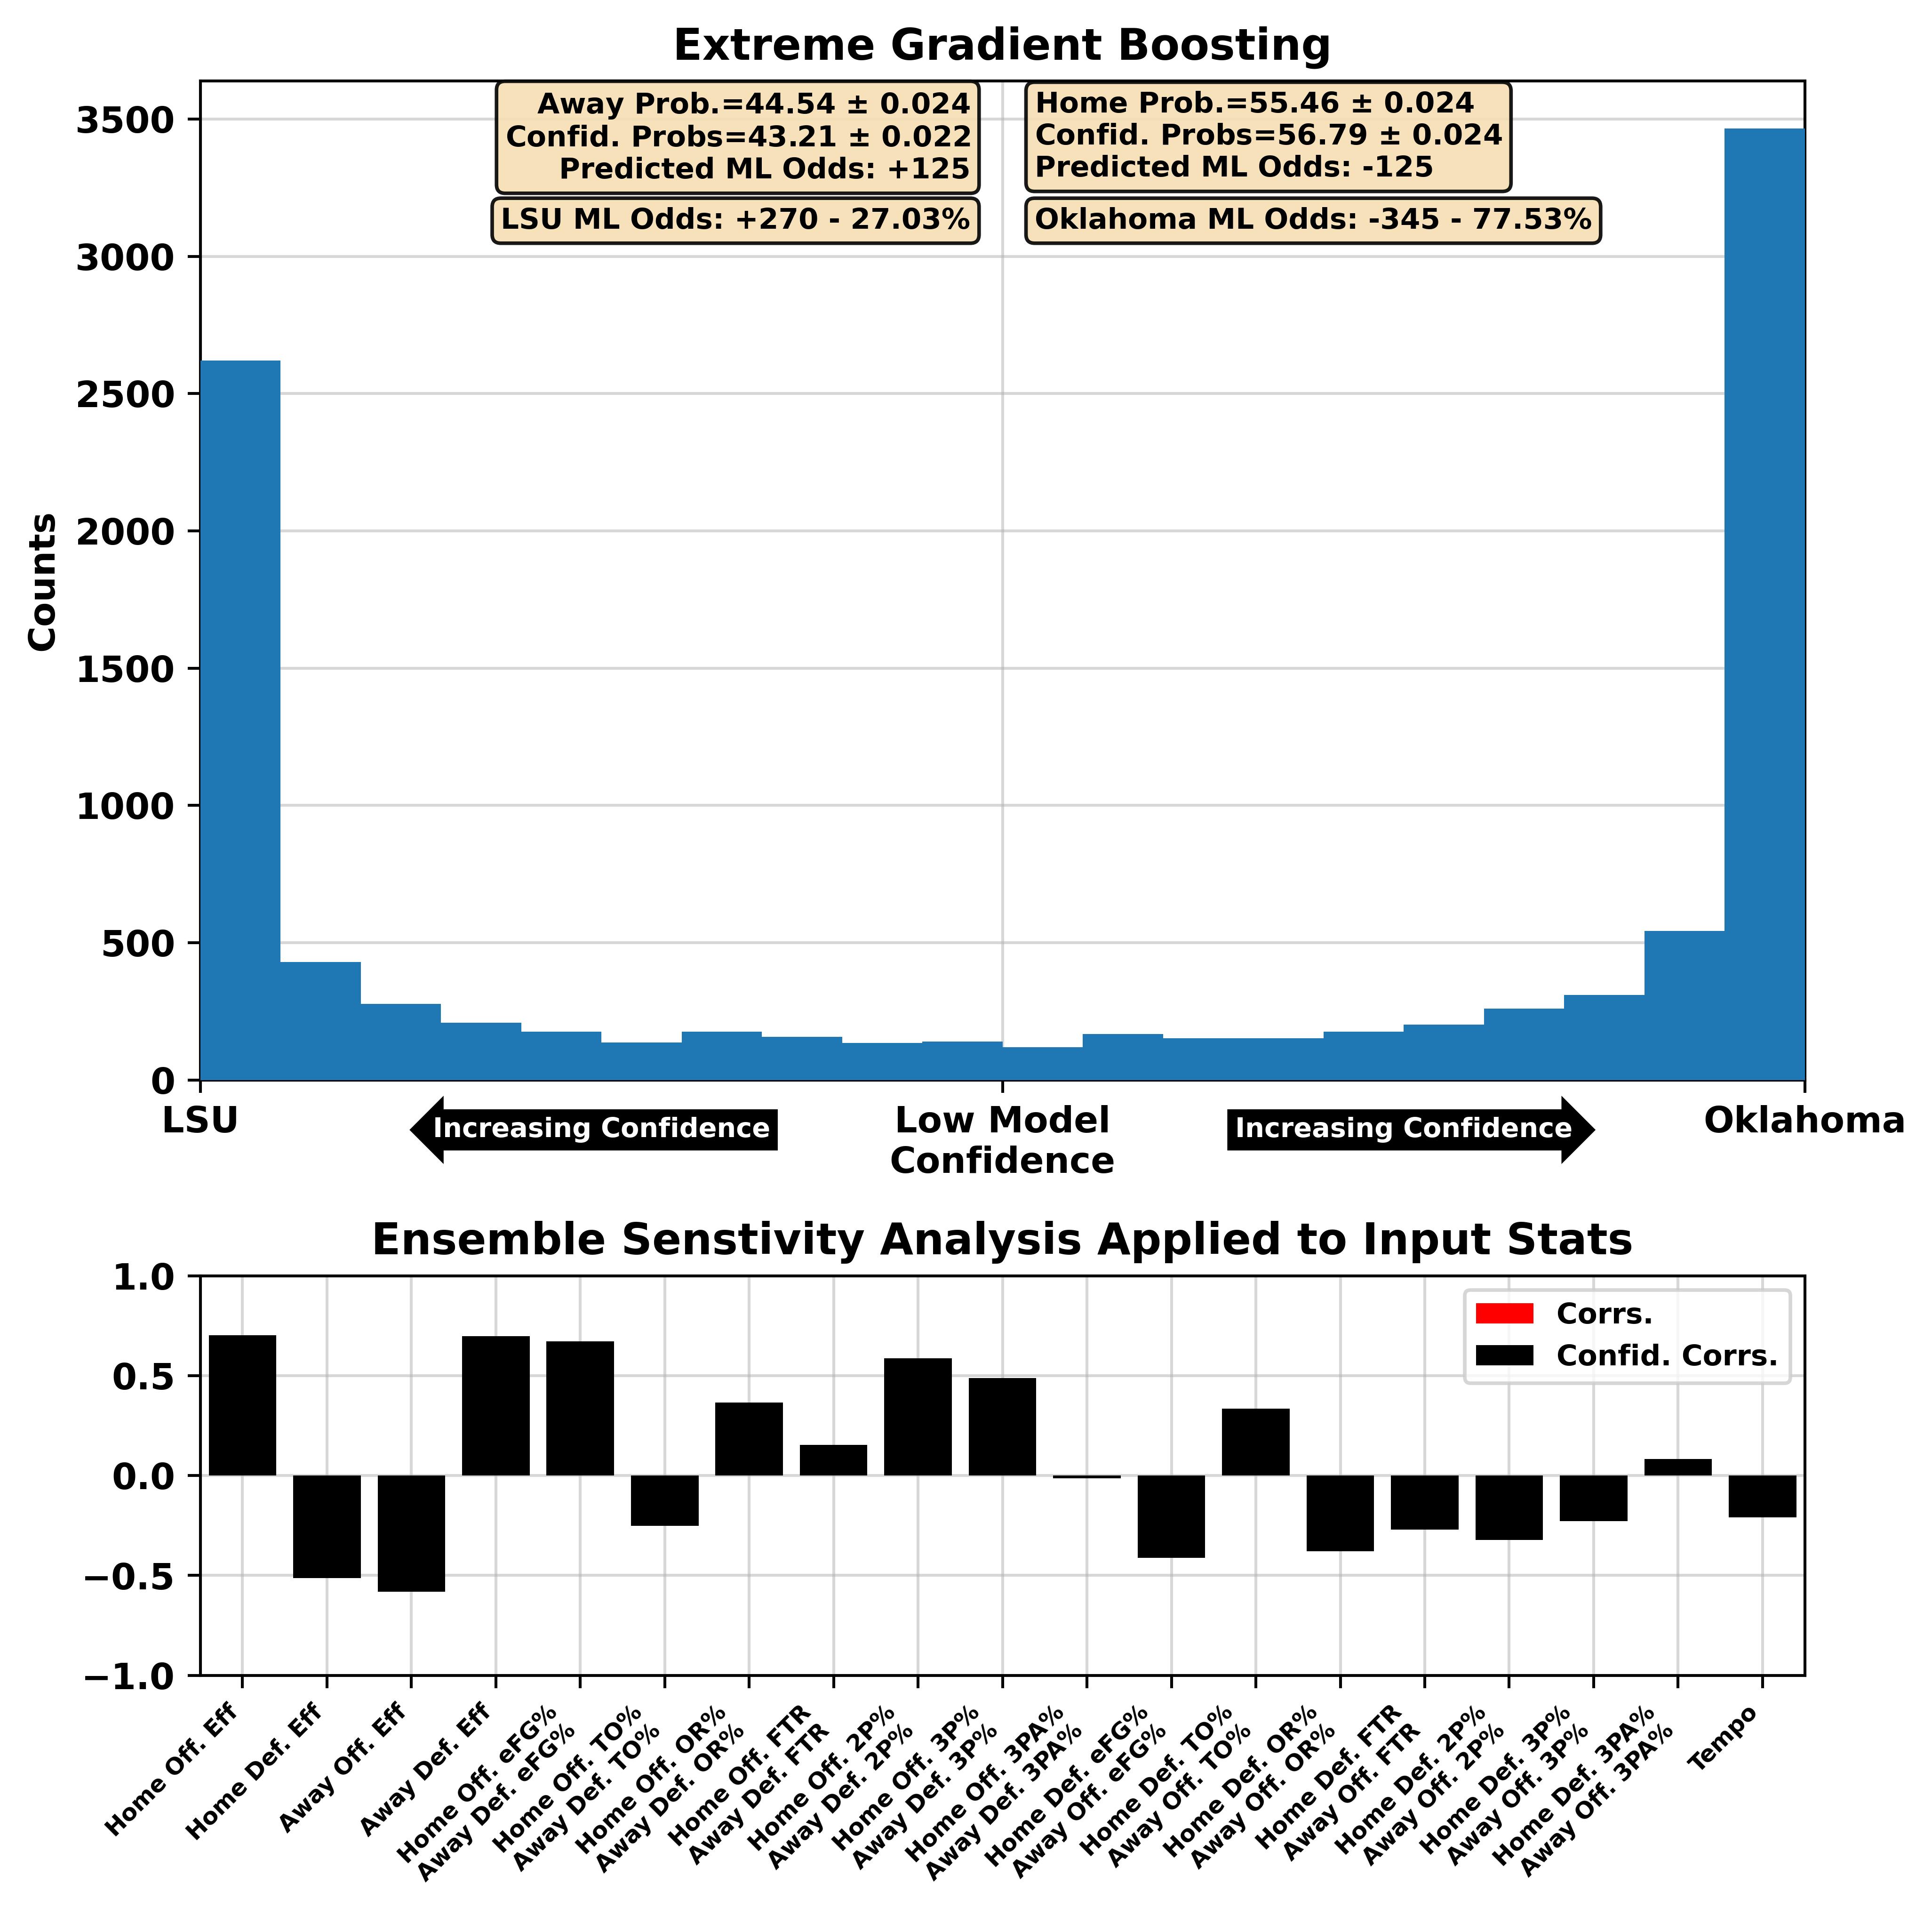 Extreme Gradient Boosting
Away Prob.=44.54 ± 0.024
Confid. Probs=43.21 ± 0.022
Predicted ML Odds: +125
LSU ML Odds: +270 - 27.03%
Home Prob.=55.46 ± 0.024
Confid. Probs=56.79 ± 0.024
Predicted ML Odds: -125
Oklahoma ML Odds: -345 - 77.53%
Counts
3500
3000
2500
2000
1500
1000
500
0
LSU
Increasing Confidence
Low Model
Confidence
Increasing Confidence
Oklahoma
Ensemble Senstivity Analysis Applied to Input Stats
1.0
0.5
0.0
−0.5
−1.0
Corrs.
Confid. Corrs.
Home Off. Eff
Home Def. Eff
Away Off. Eff
Away Def. Eff
Home Off. eFG%
Away Def. eFG%
Home Off. TO%
Away Def. TO%
Home Off. OR%
Away Def. OR%
Home Off. FTR
Away Def. FTR
Home Off. 2P%
Away Def. 2P%
Home Off. 3P%
Away Def. 3P%
Home Off. 3PA%
Away Def. 3PA%
Home Def. eFG%
Away Off. eFG%
Home Def. TO%
Away Off. TO%
Home Def. OR%
Away Off. OR%
Home Def. FTR
Away Off. FTR
Home Def. 2P%
Away Off. 2P%
Home Def. 3P%
Away Off. 3P%
Home Def. 3PA%
Away Off. 3PA%
Tempo